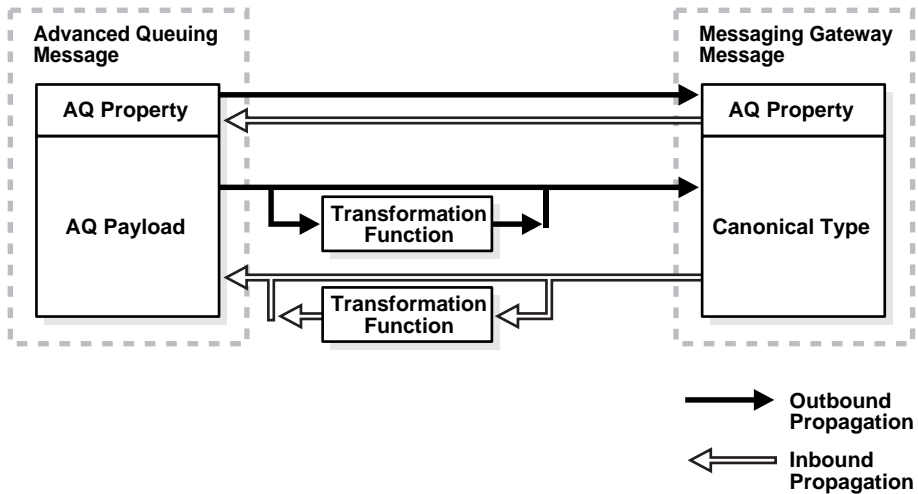 Advanced Queuing
Message
Messaging Gateway
Message
AQ Property
AQ Property
AQ Payload
Transformation
Function
Canonical Type
Transformation
Function
Outbound
Propagation
Inbound
Propagation